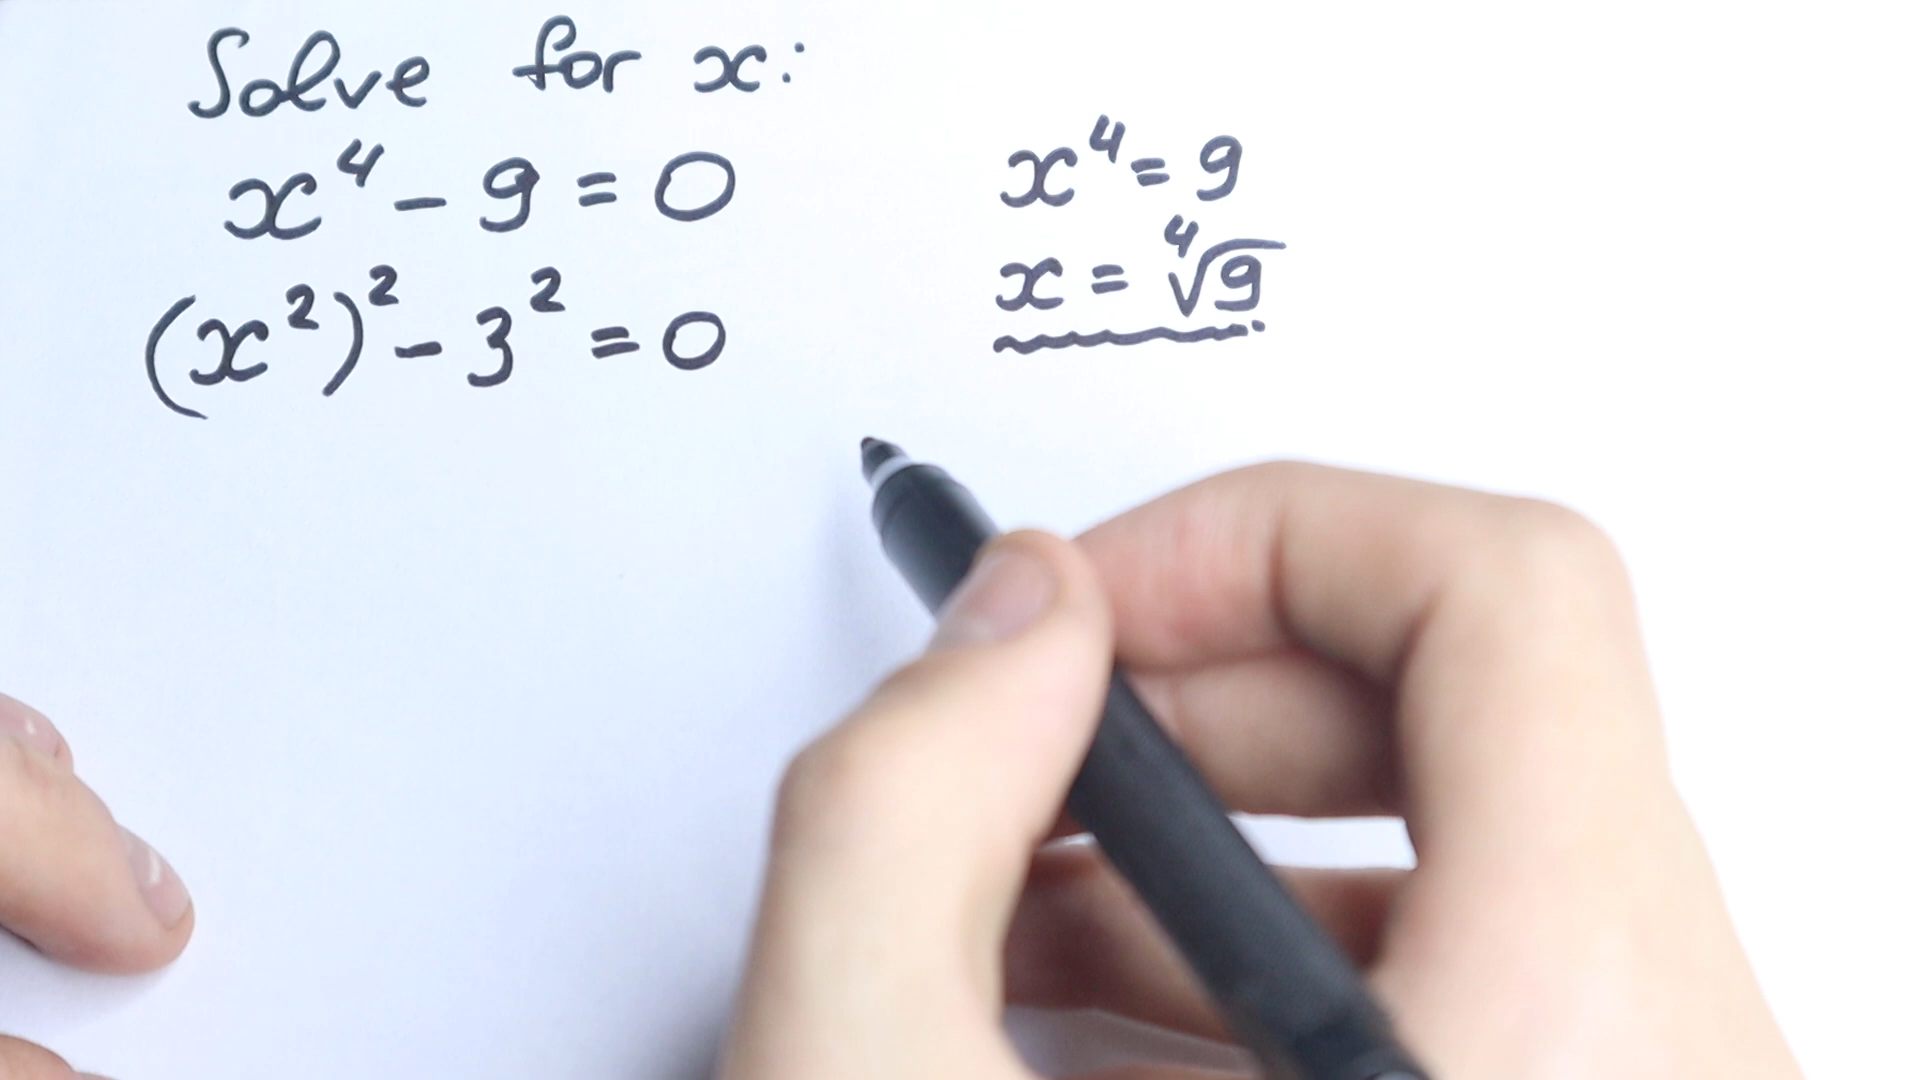 Solve for x:
x⁴ - 9 = 0
(x²)² - 3² = 0
x⁴ = 9
x = ⁴√9